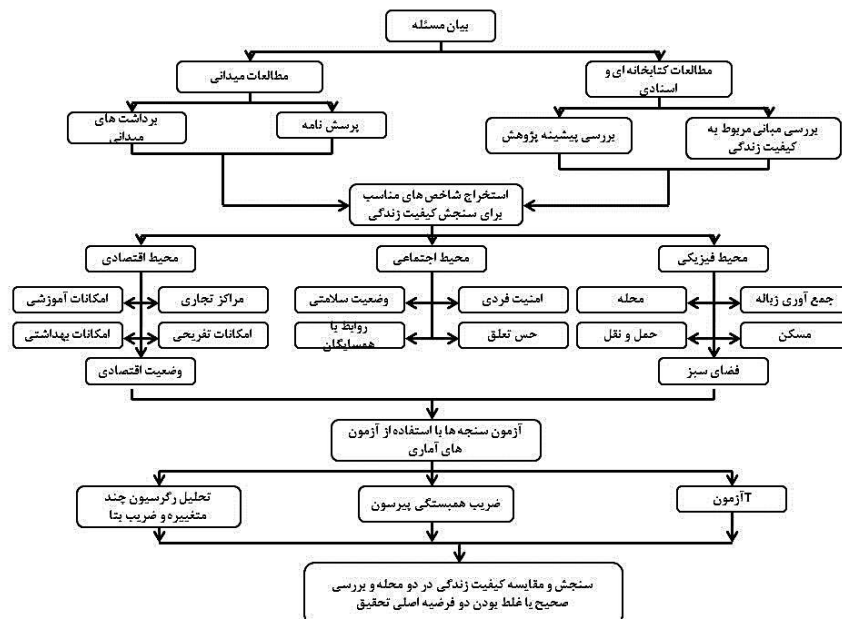 بیان مسئله
مطالعات کتابخانه ای و
اسنادی
مطالعات میدانی
بررسی مبانی مربوط به
کیفیت زندگی
بررسی پیشینه پژوهش
پرسش نامه
برداشت های
میدانی
استخراج شاخص های مناسب
برای سنجش کیفیت زندگی
محیط فیزیکی
محیط اجتماعی
محیط اقتصادی
جمع آوری زباله
محله
امنیت فردی
وضعیت سلامتی
مراکز تجاری
امکانات آموزشی
مسکن
حمل و نقل
حس تعلق
روابط با
همسایگان
امکانات تفریحی
امکانات بهداشتی
فضای سبز
وضعیت اقتصادی
آزمون سنجه ها با استفاده از آزمون
های آماری
آزمونT
ضریب همبستگی پیرسون
تحلیل رگرسیون چند
متغییره و ضریب بتا
سنجش و مقایسه کیفیت زندگی در دو محله و بررسی
صحیح یا غلط بودن دو فرضیه اصلی تحقیق